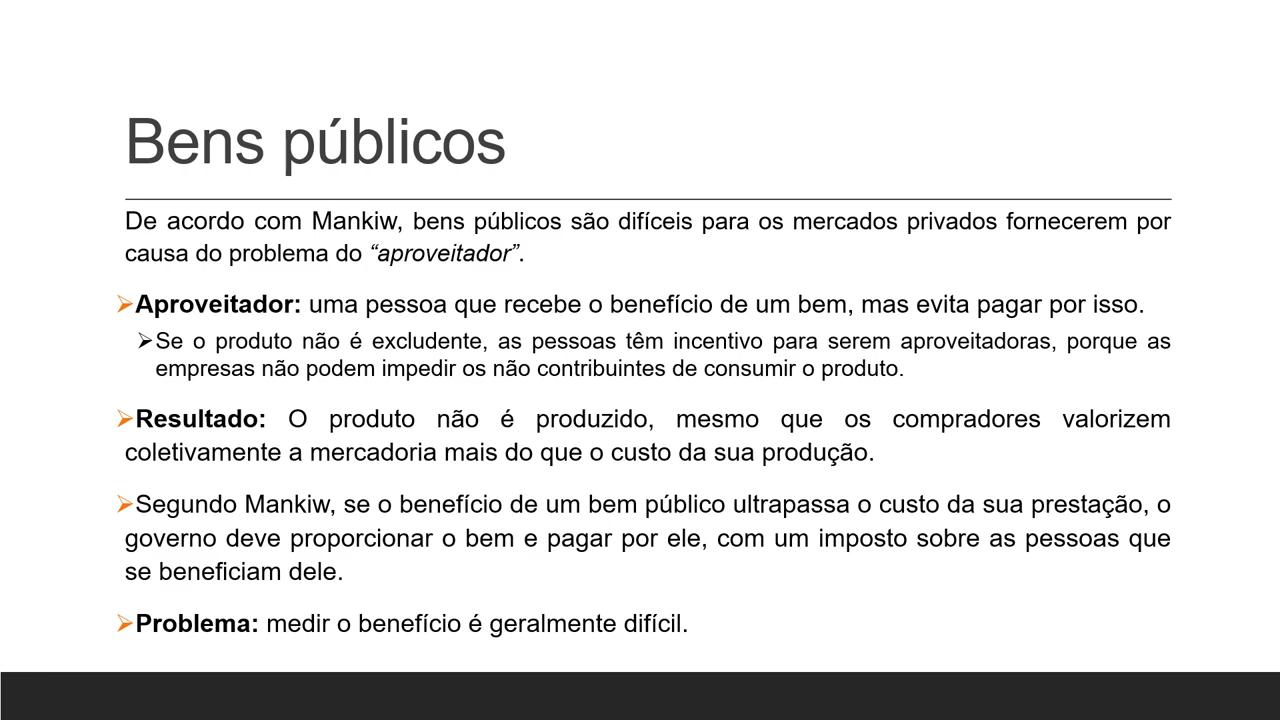 Bens públicos
De acordo com Mankiw, bens públicos são difíceis para os mercados privados fornecerem por
causa do problema do “aproveitador”.
➢Aproveitador: uma pessoa que recebe o benefício de um bem, mas evita pagar por isso.
➢Se o produto não é excludente, as pessoas têm incentivo para serem aproveitadoras, porque as
empresas não podem impedir os não contribuintes de consumir o produto.
➢Resultado: O produto não é produzido, mesmo que os compradores valorizem
coletivamente a mercadoria mais do que o custo da sua produção.
➢Segundo Mankiw, se o benefício de um bem público ultrapassa o custo da sua prestação, o
governo deve proporcionar o bem e pagar por ele, com um imposto sobre as pessoas que
se beneficiam dele.
➢Problema: medir o benefício é geralmente difícil.